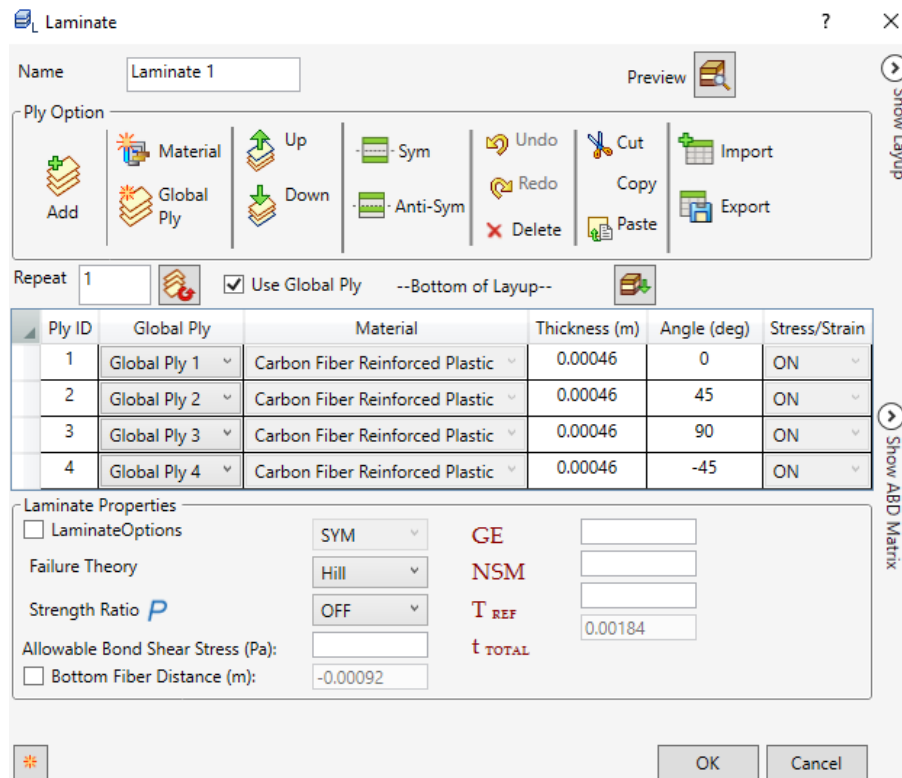 L Laminate ?
Name Laminate 1 Preview
Show Layup
Ply Option
Add
Material
Global
Ply
Up
Down
Sym
Anti-Sym
Undo
Redo
Delete
Cut
Copy
Paste
Import
Export
Repeat 1 Use Global Ply --Bottom of Layup--
Ply ID Global Ply Material Thickness (m) Angle (deg) Stress/Strain
1 Global Ply 1 Carbon Fiber Reinforced Plastic 0.00046 0 ON
2 Global Ply 2 Carbon Fiber Reinforced Plastic 0.00046 45 ON
3 Global Ply 3 Carbon Fiber Reinforced Plastic 0.00046 90 ON
4 Global Ply 4 Carbon Fiber Reinforced Plastic 0.00046 -45 ON
Show ABD Matrix
Laminate Properties
LaminateOptions SYM GE
Failure Theory Hill NSM
Strength Ratio P OFF T REF
0.00184
Allowable Bond Shear Stress (Pa): t TOTAL
Bottom Fiber Distance (m): -0.00092
OK Cancel